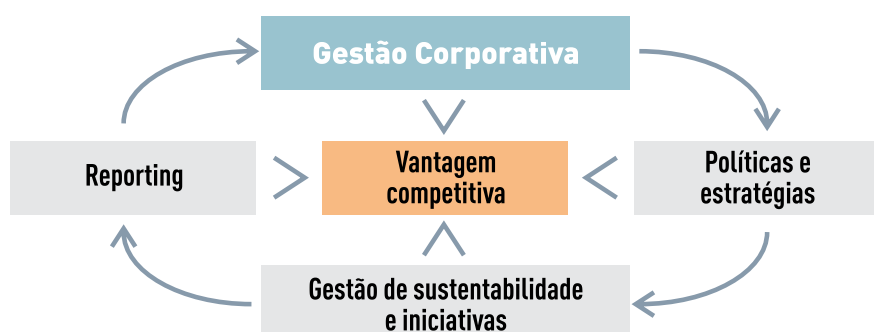 Gestão Corporativa
Reporting
Vantagem
competitiva
Políticas e
estratégias
Gestão de sustentabilidade
e iniciativas